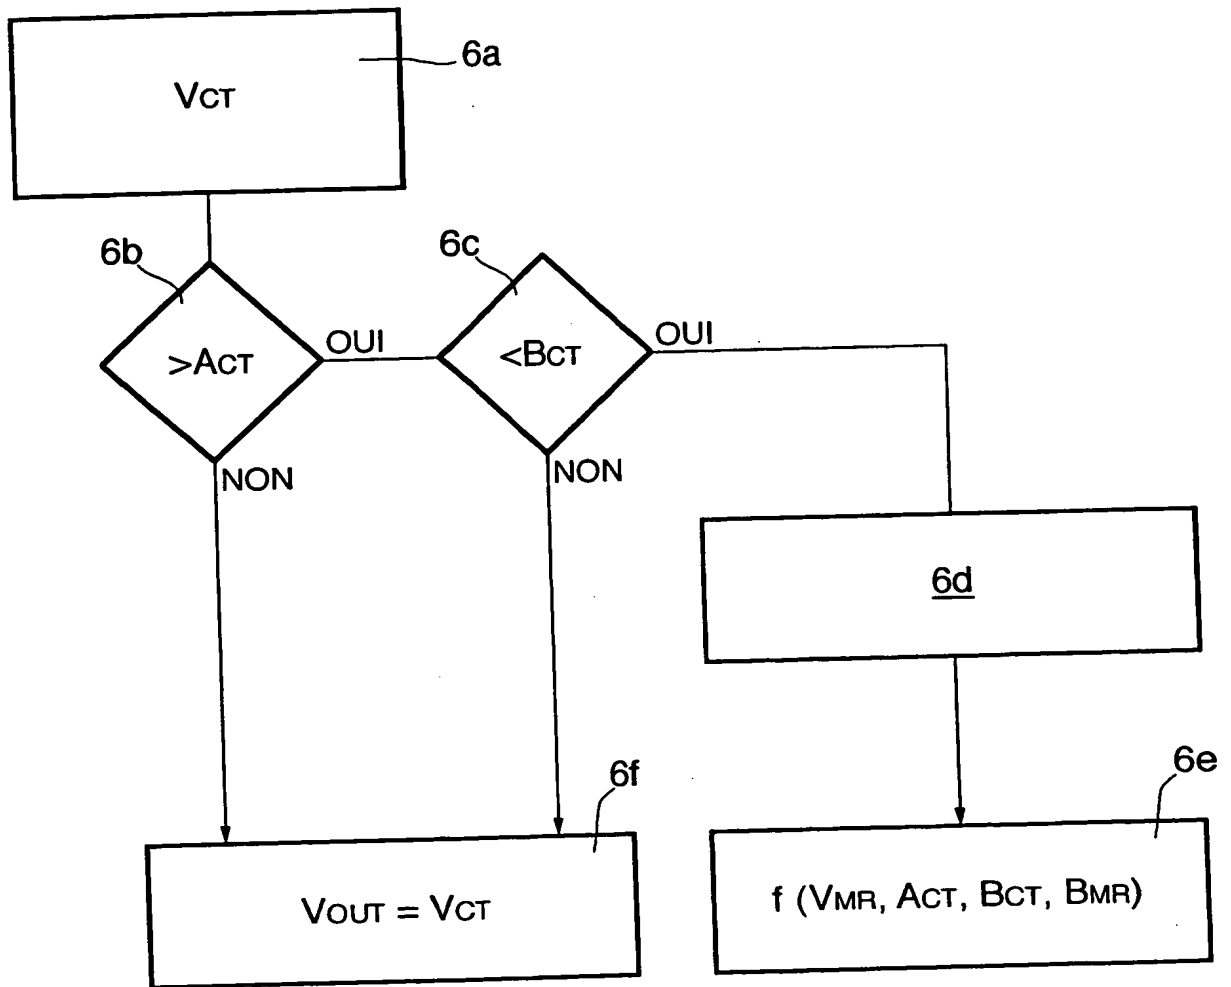 6a
VCT
6b
6c
>ACT
OUI
<BCT
OUI
NON
NON
6d
6f
6e
VOUT = VCT
f (VMR, ACT, BCT, BMR)